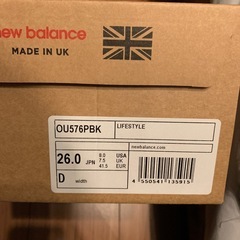 new balance
MADE IN UK
OU576PBK
LIFESTYLE
26.0 JPN
8.0 USA
7.5 UK
41.5 EUR
D width
newbalance.com
4 550541 135915